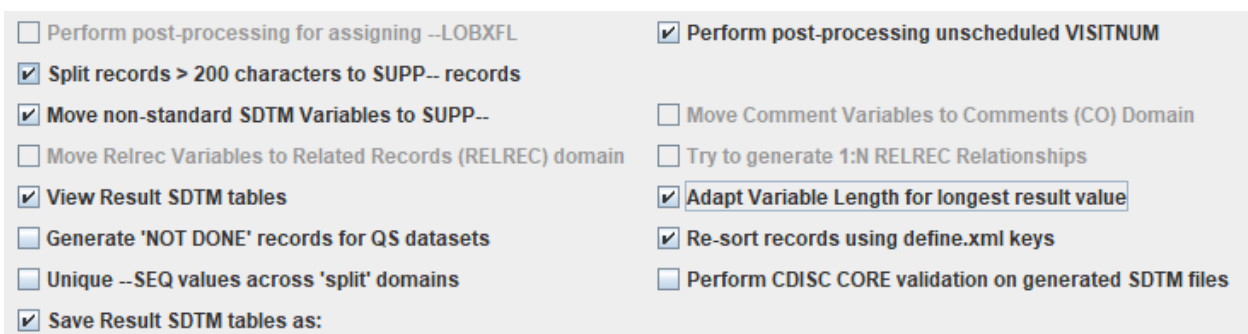 Perform post-processing for assigning --LOBXFL
Perform post-processing unscheduled VISITNUM
Split records > 200 characters to SUPP-- records
Move non-standard SDTM Variables to SUPP--
Move Comment Variables to Comments (CO) Domain
Move Relrec Variables to Related Records (RELREC) domain
Try to generate 1:N RELREC Relationships
View Result SDTM tables
Adapt Variable Length for longest result value
Generate 'NOT DONE' records for QS datasets
Re-sort records using define.xml keys
Unique --SEQ values across 'split' domains
Perform CDISC CORE validation on generated SDTM files
Save Result SDTM tables as: